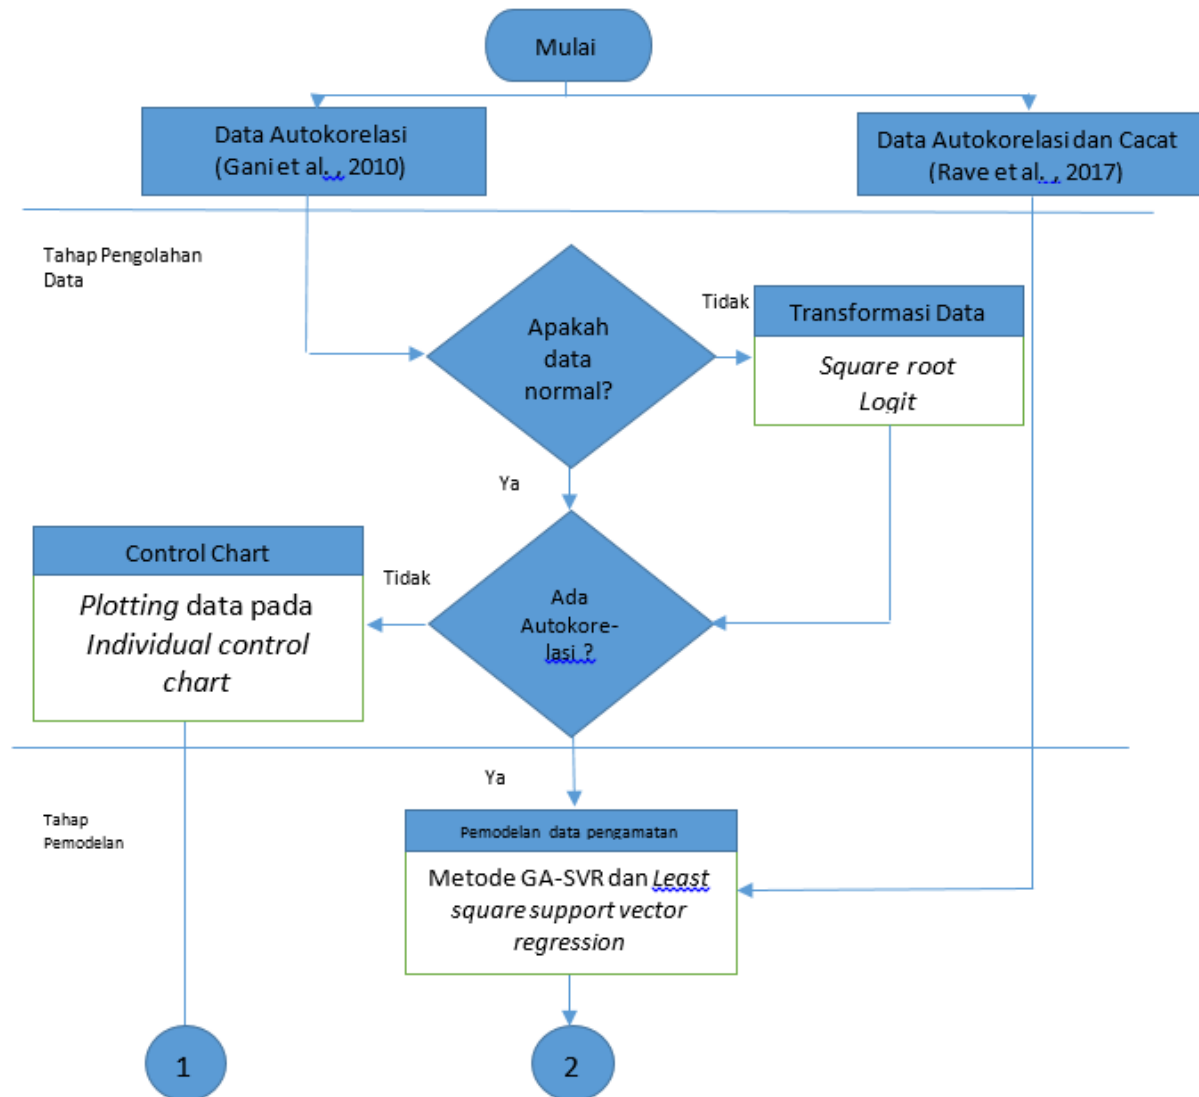 Mulai
Data Autokorelasi
(Gani et al. , 2010)
Data Autokorelasi dan Cacat
(Rave et al. , 2017)
Tahap Pengolahan
Data
Apakah
data
normal?
Tidak
Transformasi Data
Square root
Logit
Ya
Control Chart
Plotting data pada
Individual control
chart
Tidak
Ada
Autokore-
lasi ?
Ya
Tahap
Pemodelan
Pemodelan data pengamatan
Metode GA-SVR dan Least
square support vector
regression
1
2